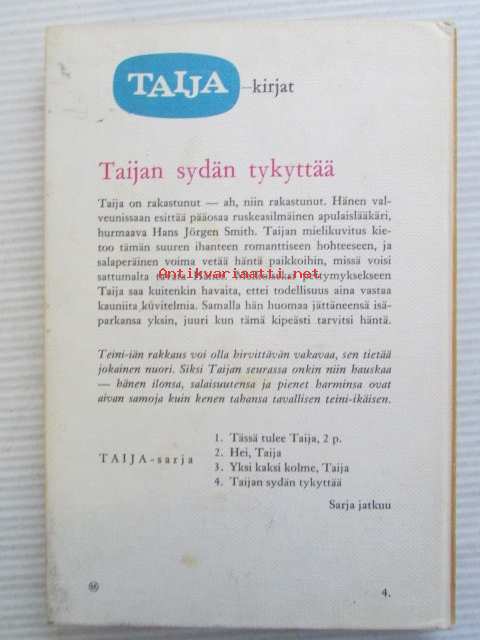 TAIJA
–kirjat
Taijan sydän tykyttää
Taija on rakastunut — ah, niin rakastunut. Hänen val-
veunissaan esittää pääosaa ruskeasilmäinen apulaislääkäri,
hurmaava Hans Jörgen Smith. Taijan mielikuvitus kie-
too tämän suuren ihanteen romanttiseen hohteeseen, ja
salaperäinen voima vetää häntä paikkoihin, missä voisi
sattumalta tavata
Antikvariaatti.net
Taija saa kuitenkin havaita, ettei todellisuus aina vastaa
kauniita kuvitelmia. Samalla hän huomaa jättäneensä isä-
parkansa yksin, juuri kun tämä kipeästi tarvitsi häntä.
Teini-iän rakkaus voi olla hirvittävän vakavaa, sen tietää
jokainen nuori. Siksi Taijan seurassa onkin niin hauskaa
— hänen ilonsa, salaisuutensa ja pienet harminsa ovat
aivan samoja kuin kenen tahansa tavallisen teini-ikäisen.
TAIJA-sarja
1. Tässä tulee Taija, 2 p.
2. Hei, Taija
3. Yksi kaksi kolme, Taija
4. Taijan sydän tykyttää
Sarja jatkuu
4.